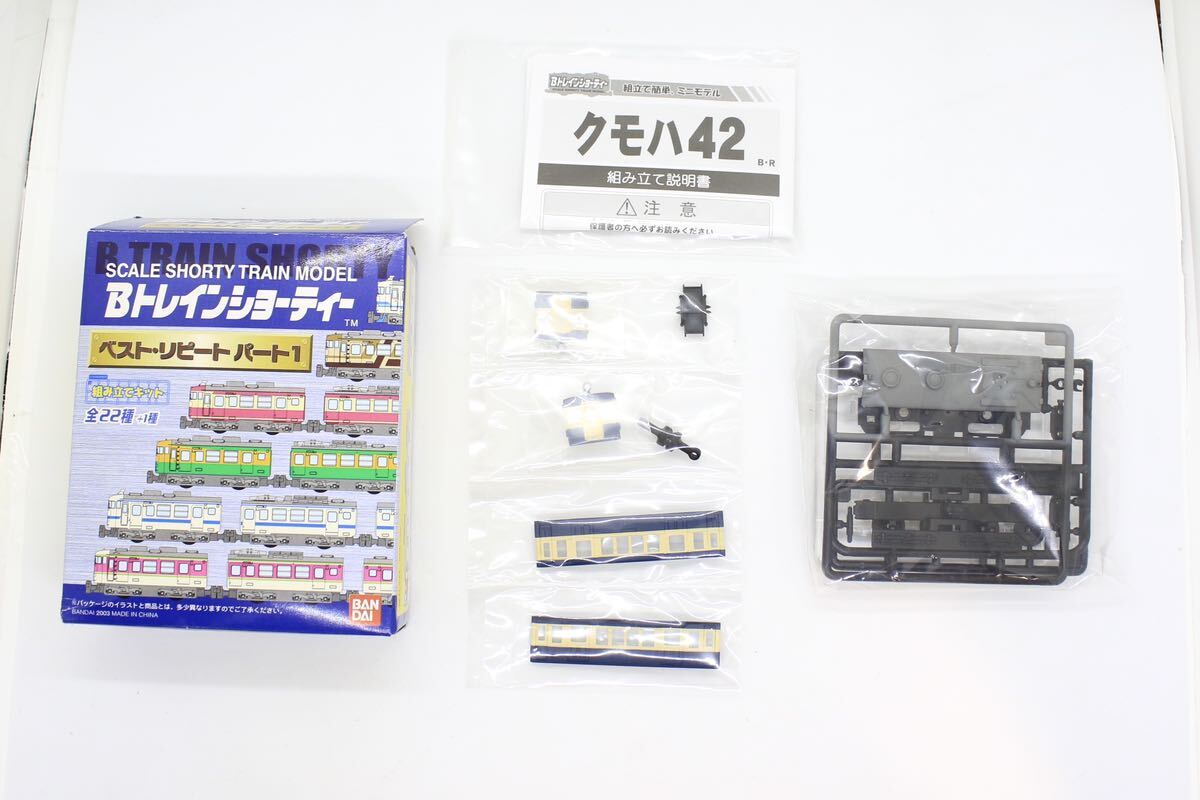 B TRAIN SHORTY
SCALE SHORTY TRAIN MODEL
Bトレインショーティー
TM
ベスト・リピート パート1
組み立てキット
全22種+1種
※パッケージのイラストと商品とは、多少異なりますのでご了承ください。
BANDAI 2003 MADE IN CHINA
BAN
DAI
Bトレインショーティー
SCALE SHORTY TRAIN MODEL
組立て簡単、ミニモデル
クモハ42
B・R
組み立て説明書
注 意
保護者の方へ必ずお読みください